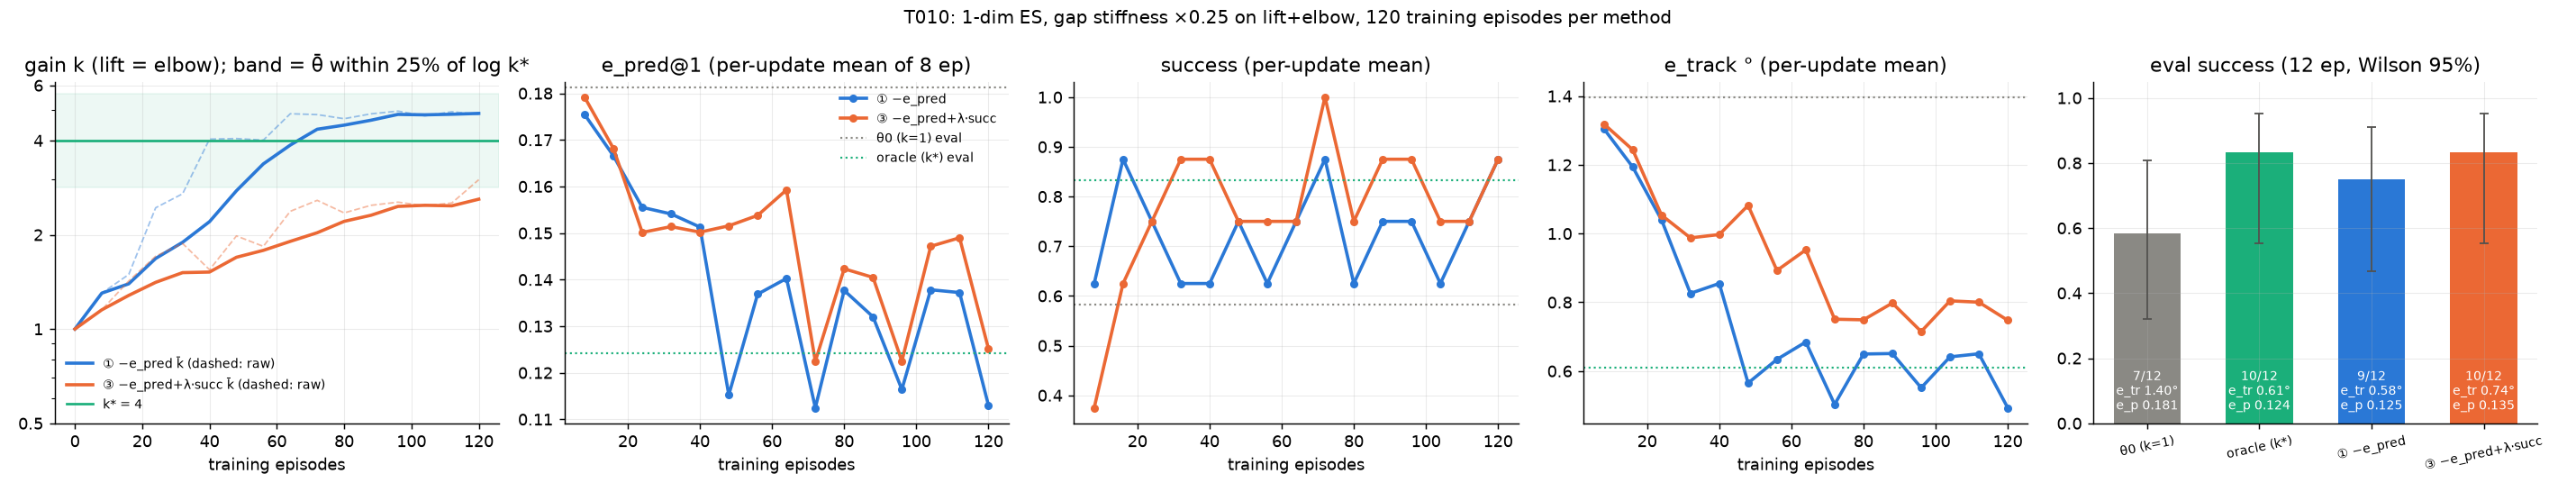 T010: 1-dim ES, gap stiffness ×0.25 on lift+elbow, 120 training episodes per method
gain k (lift = elbow); band = θ̄ within 25% of log k*
6
4
2
1
0.5
0
20
40
60
80
100
120
training episodes
① −e_pred k̄ (dashed: raw)
③ −e_pred+λ·succ k̄ (dashed: raw)
k* = 4
e_pred@1 (per-update mean of 8 ep)
0.18
0.17
0.16
0.15
0.14
0.13
0.12
0.11
20
40
60
80
100
120
training episodes
① −e_pred
③ −e_pred+λ·succ
θ0 (k=1) eval
oracle (k*) eval
success (per-update mean)
1.0
0.9
0.8
0.7
0.6
0.5
0.4
20
40
60
80
100
120
training episodes
e_track ° (per-update mean)
1.4
1.2
1.0
0.8
0.6
20
40
60
80
100
120
training episodes
eval success (12 ep, Wilson 95%)
1.0
0.8
0.6
0.4
0.2
0.0
7/12
e_tr 1.40°
e_p 0.181
10/12
e_tr 0.61°
e_p 0.124
9/12
e_tr 0.58°
e_p 0.125
10/12
e_tr 0.74°
e_p 0.135
θ0 (k=1)
oracle (k*)
① −e_pred
③ −e_pred+λ·succ